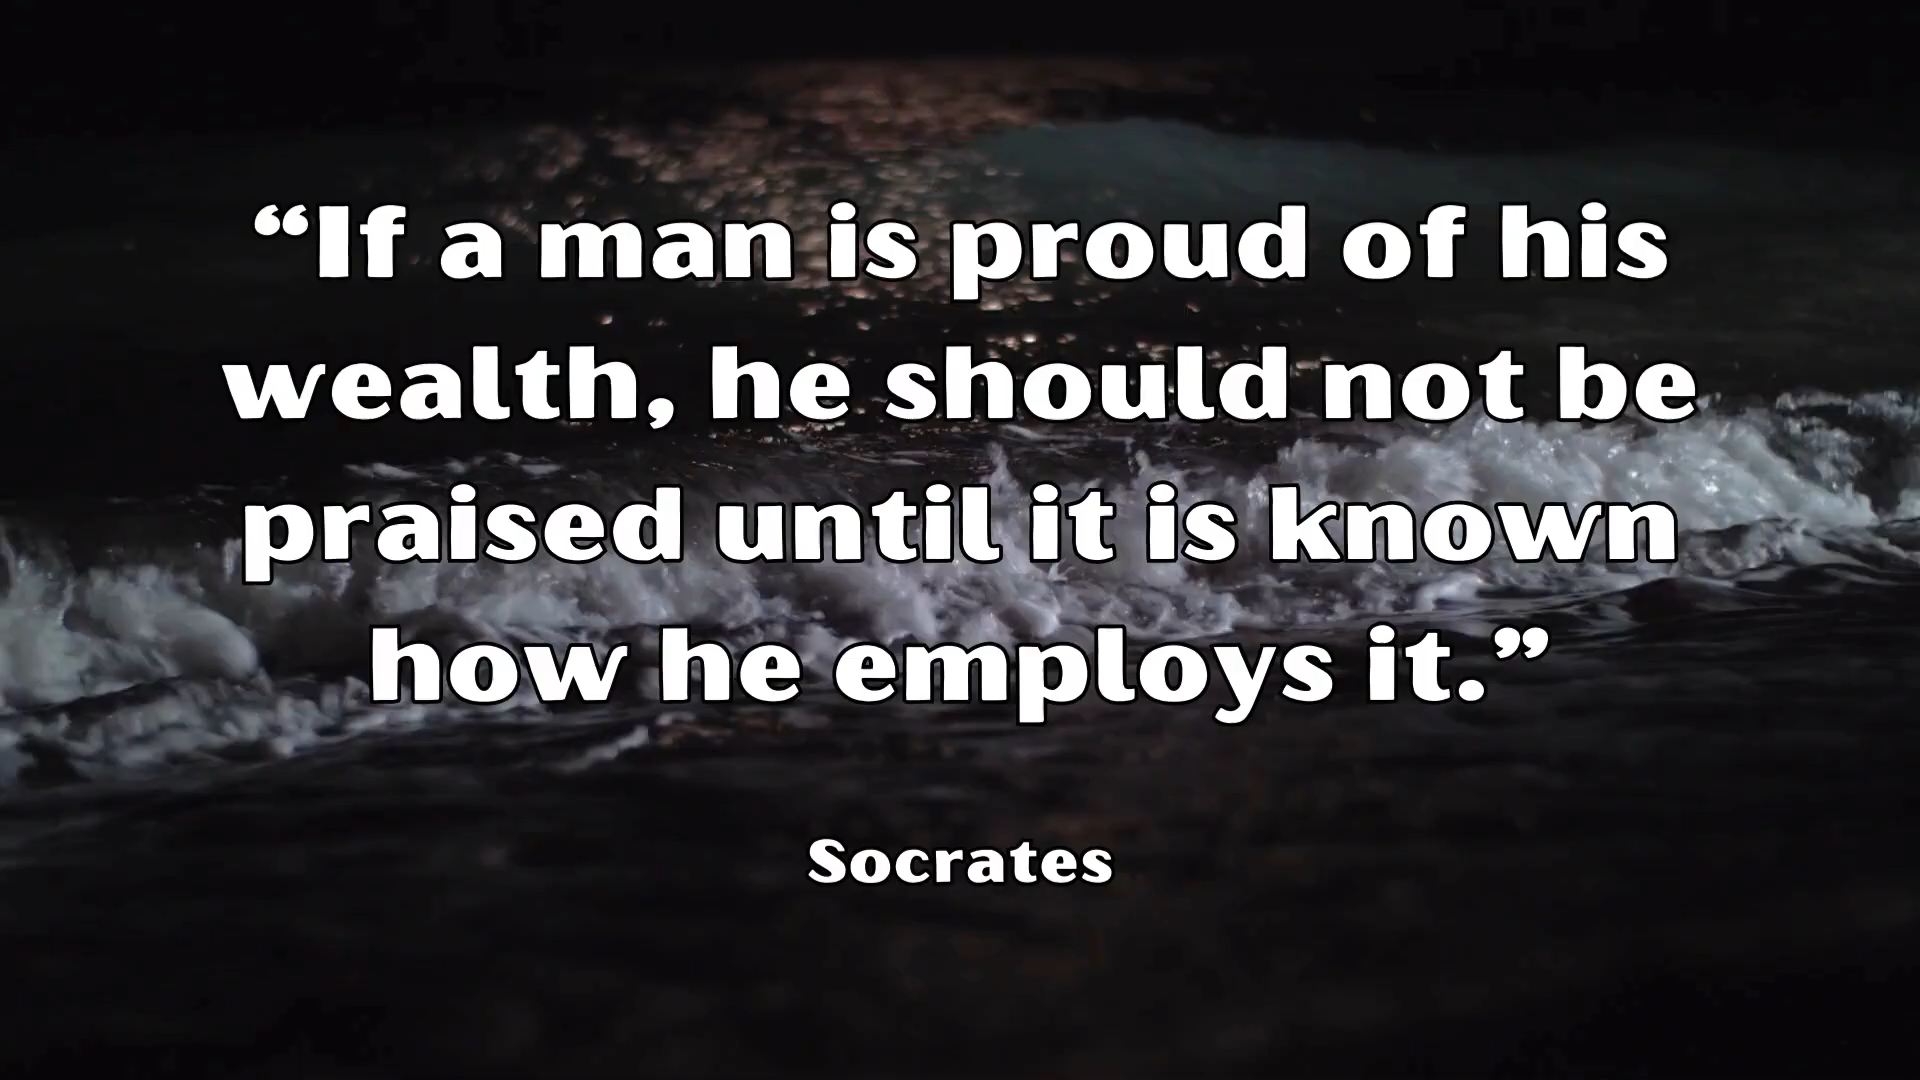 “If a man is proud of his
wealth, he should not be
praised until it is known
how he employs it.”
Socrates